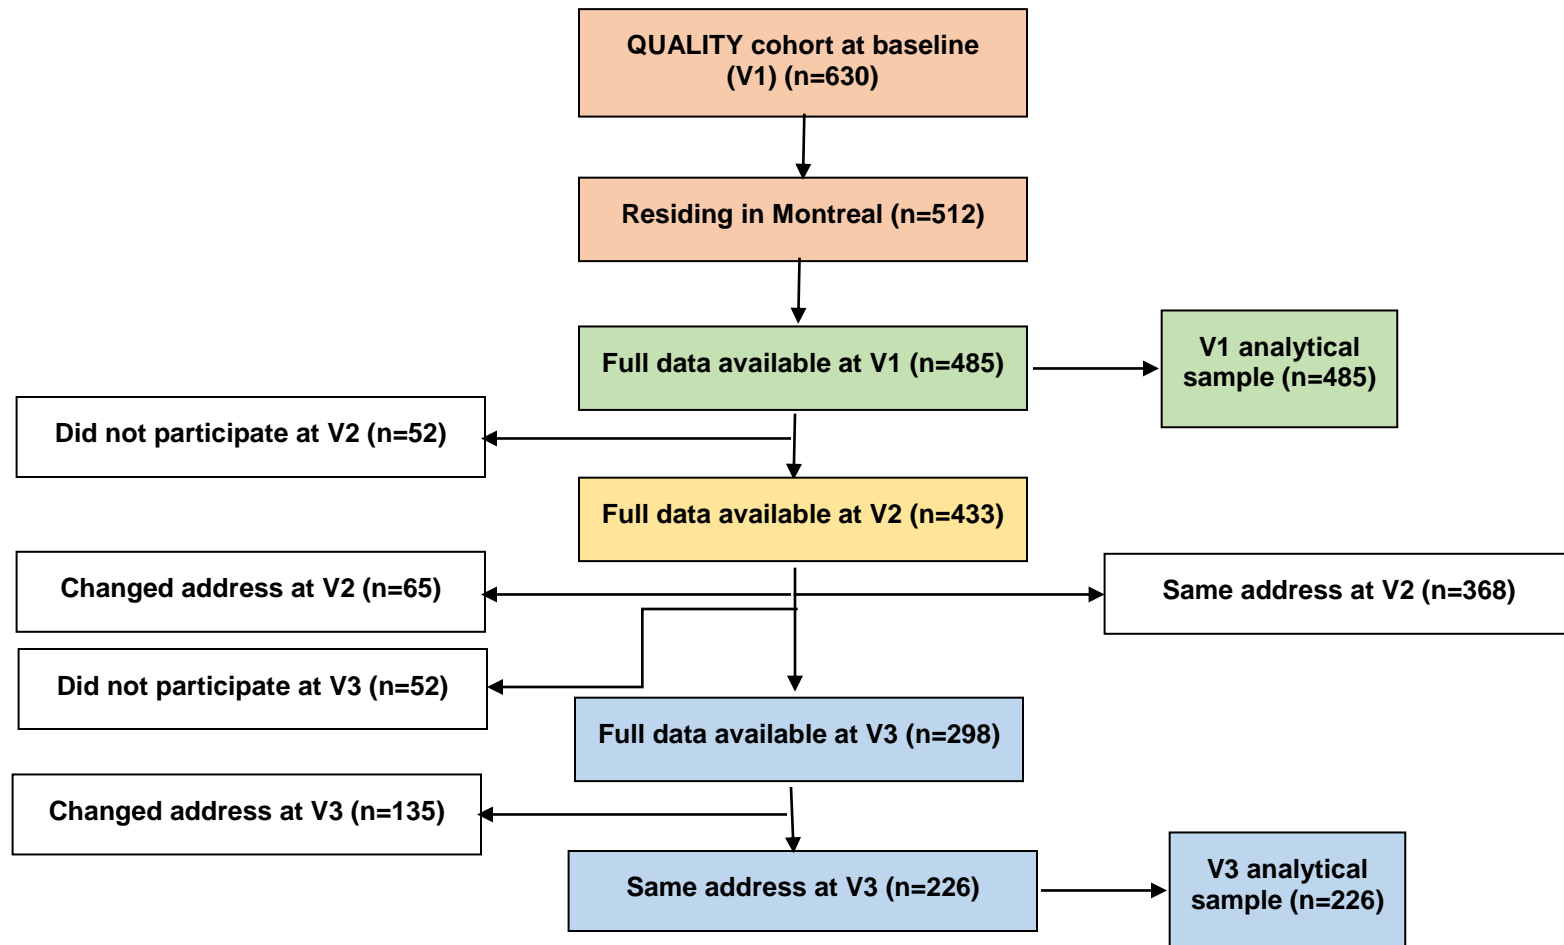 QUALITY cohort at baseline
(V1) (n=630)
Residing in Montreal (n=512)
Full data available at V1 (n=485)
V1 analytical
sample (n=485)
Did not participate at V2 (n=52)
Full data available at V2 (n=433)
Changed address at V2 (n=65)
Same address at V2 (n=368)
Did not participate at V3 (n=52)
Full data available at V3 (n=298)
Changed address at V3 (n=135)
Same address at V3 (n=226)
V3 analytical
sample (n=226)